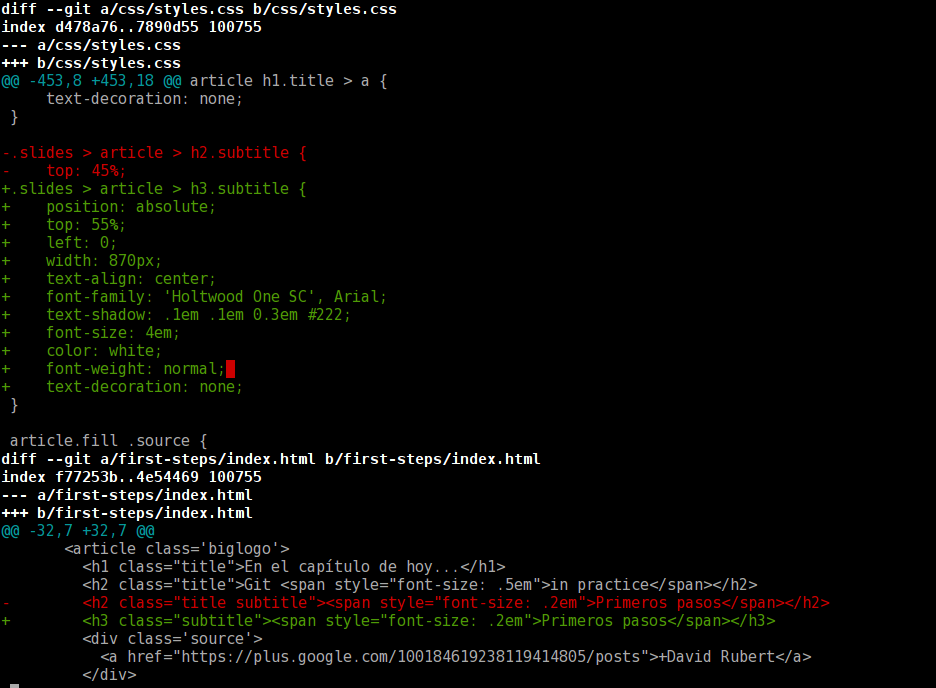 diff --git a/css/styles.css b/css/styles.css
index d478a76..7890d55 100755
--- a/css/styles.css
+++ b/css/styles.css
@@ -453,8 +453,18 @@ article h1.title > a {
     text-decoration: none;
 }

-.slides > article > h2.subtitle {
-    top: 45%;
+.slides > article > h3.subtitle {
+    position: absolute;
+    top: 55%;
+    left: 0;
+    width: 870px;
+    text-align: center;
+    font-family: 'Holtwood One SC', Arial;
+    text-shadow: .1em .1em 0.3em #222;
+    font-size: 4em;
+    color: white;
+    font-weight: normal;
+    text-decoration: none;
 }

 article.fill .source {
diff --git a/first-steps/index.html b/first-steps/index.html
index f77253b..4e54469 100755
--- a/first-steps/index.html
+++ b/first-steps/index.html
@@ -32,7 +32,7 @@
       <article class='biglogo'>
         <h1 class="title">En el capítulo de hoy...</h1>
         <h2 class="title">Git <span style="font-size: .5em">in practice</span></h2>
-        <h2 class="title subtitle"><span style="font-size: .2em">Primeros pasos</span></h2>
+        <h3 class="subtitle"><span style="font-size: .2em">Primeros pasos</span></h3>
         <div class='source'>
           <a href="https://plus.google.com/100184619238119414805/posts">+David Rubert</a>
         </div>